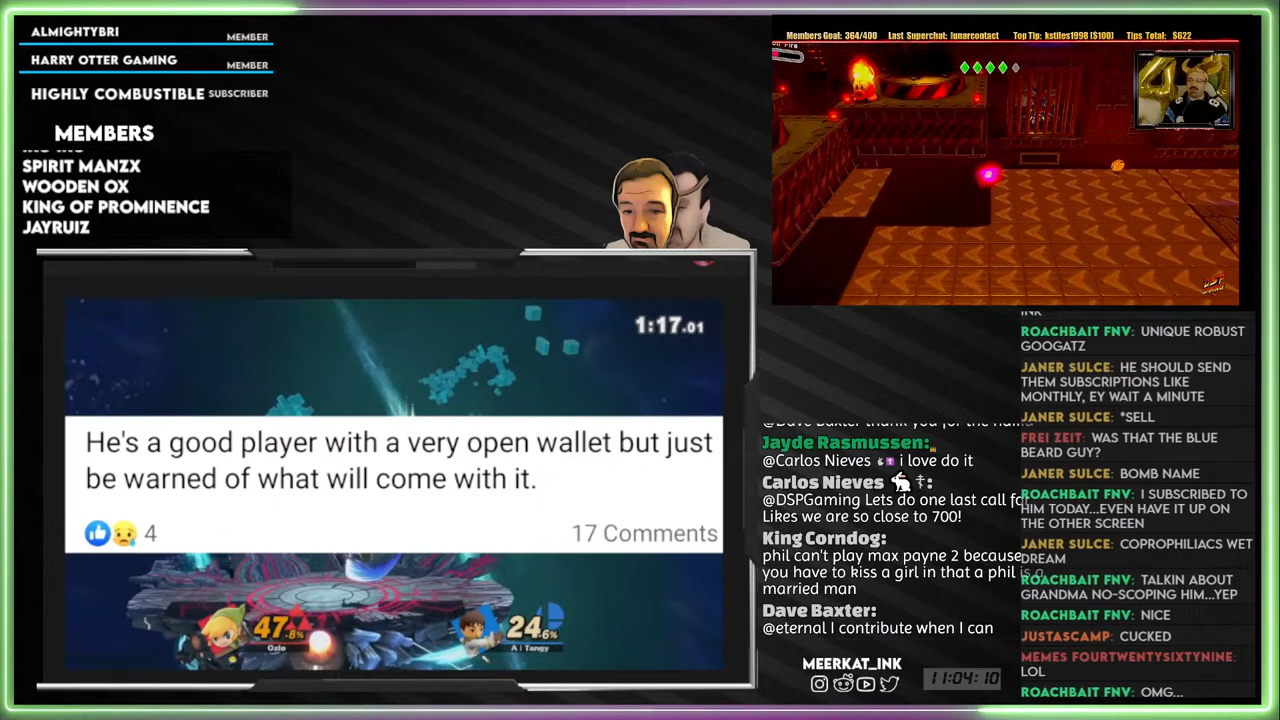 ALMIGHTYBRI MEMBER
HARRY OTTER GAMING MEMBER
HIGHLY COMBUSTIBLE SUBSCRIBER
MEMBERS
SPIRIT MANZX
WOODEN OX
KING OF PROMINENCE
JAYRUIZ
Members Goal: 364/400 Last Superchat: lunarcontact Top Tip: kstiles1998 ($100) Tips Total: $622
1:17.01
He's a good player with a very open wallet but just
be warned of what will come with it.
4 17 Comments
47.8%
Ozlo
24.6%
Jayde Rasmussen:
@Carlos Nieves i love do it
Carlos Nieves :
@DSPGaming Lets do one last call for
Likes we are so close to 700!
King Corndog:
phil can't play max payne 2 because
you have to kiss a girl in that a phil is a
married man
Dave Baxter:
@eternal I contribute when I can
MEERKAT_INK
11:04:10
INK
ROACHBAIT FNV: UNIQUE ROBUST
GOOGATZ
JANER SULCE: HE SHOULD SEND
THEM SUBSCRIPTIONS LIKE
MONTHLY, EY WAIT A MINUTE
JANER SULCE: *SELL
FREI ZEIT: WAS THAT THE BLUE
BEARD GUY?
JANER SULCE: BOMB NAME
ROACHBAIT FNV: I SUBSCRIBED TO
HIM TODAY...EVEN HAVE IT UP ON
THE OTHER SCREEN
JANER SULCE: COPROPHILIACS WET
DREAM
ROACHBAIT FNV: TALKIN ABOUT
GRANDMA NO-SCOPING HIM...YEP
ROACHBAIT FNV: NICE
JUSTASCAMP: CUCKED
MEMES FOURTWENTYSIXTYNINE:
LOL
ROACHBAIT FNV: OMG...